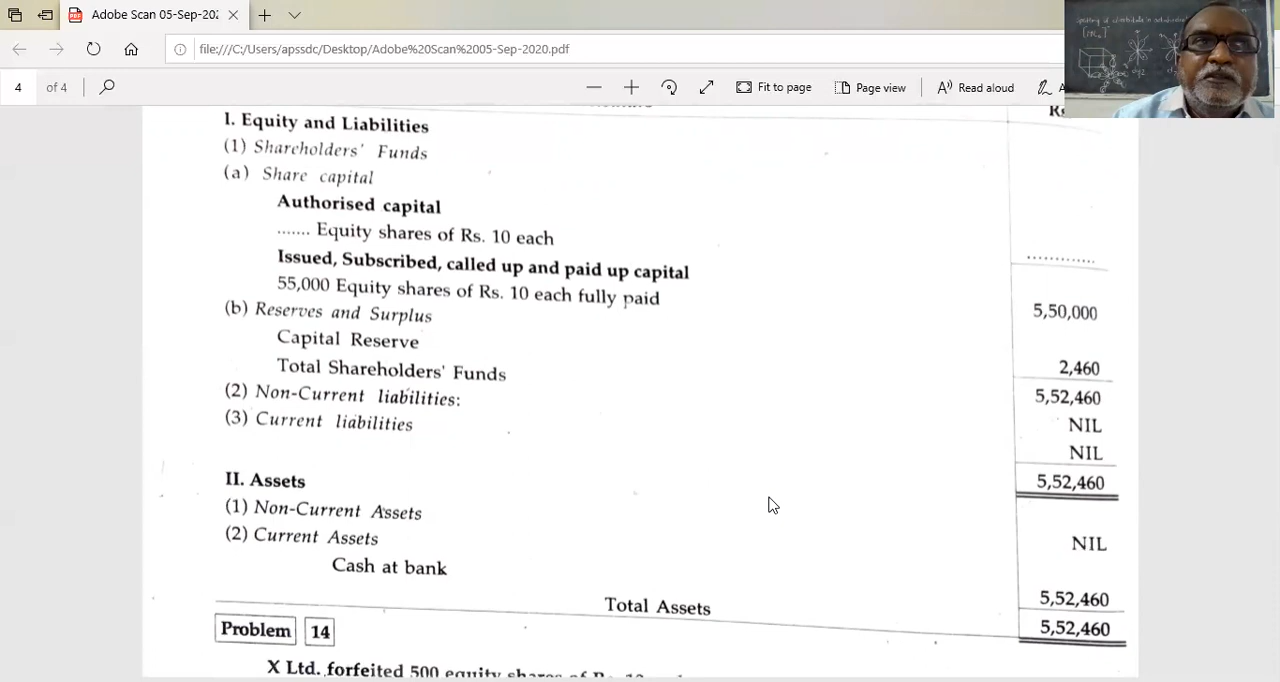 Adobe Scan 05-Sep-202
file:///C:/Users/apssdc/Desktop/Adobe%20Scan%2005-Sep-2020.pdf
4 of 4
Fit to page
Page view
Read aloud
I. Equity and Liabilities
(1) Shareholders' Funds
(a) Share capital
Authorised capital
....... Equity shares of Rs. 10 each .............
Issued, Subscribed, called up and paid up capital
55,000 Equity shares of Rs. 10 each fully paid 5,50,000
(b) Reserves and Surplus
Capital Reserve 2,460
Total Shareholders' Funds 5,52,460
(2) Non-Current liabilities: NIL
(3) Current liabilities NIL
5,52,460
II. Assets
(1) Non-Current Assets NIL
(2) Current Assets
Cash at bank 5,52,460
Total Assets 5,52,460
Problem 14
X Ltd. forfeited 500 equity shares of